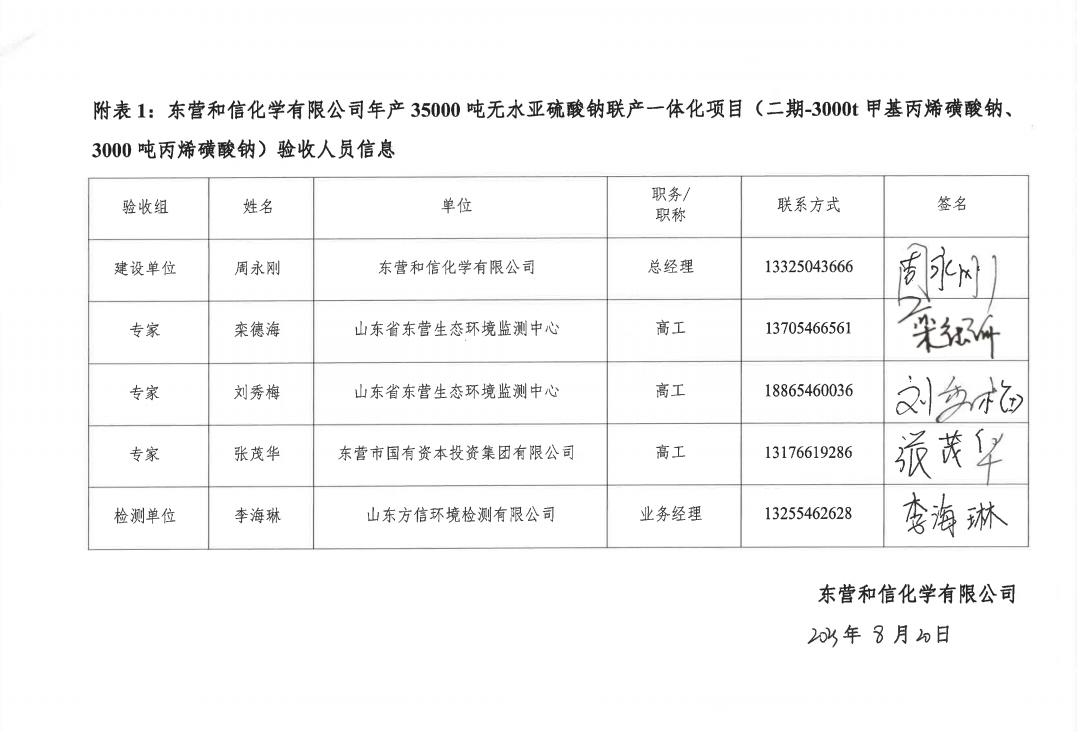 附表1：东营和信化学有限公司年产35000吨无水亚硫酸钠联产一体化项目（二期-3000t甲基丙烯磺酸钠、
3000吨丙烯磺酸钠）验收人员信息
验收组 姓名 单位 职务/职称 联系方式 签名
建设单位 周永刚 东营和信化学有限公司 总经理 13325043666 周永刚
专家 栾德海 山东省东营生态环境监测中心 高工 13705466561 栾德海
专家 刘秀梅 山东省东营生态环境监测中心 高工 18865460036 刘秀梅
专家 张茂华 东营市国有资本投资集团有限公司 高工 13176619286 张茂华
检测单位 李海琳 山东方信环境检测有限公司 业务经理 13255462628 李海琳
东营和信化学有限公司
2025年8月20日